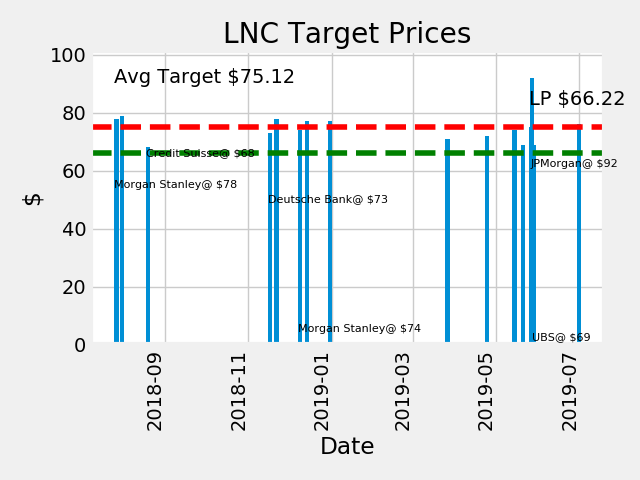 LNC Target Prices
100
Avg Target $75.12
LP $66.22
80
Credit Suisse@ $68
JPMorgan@ $92
60
Morgan Stanley@ $78
Deutsche Bank@ $73
$
40
20
Morgan Stanley@ $74
UBS@ $69
0
2018-09
2018-11
2019-01
2019-03
2019-05
2019-07
Date